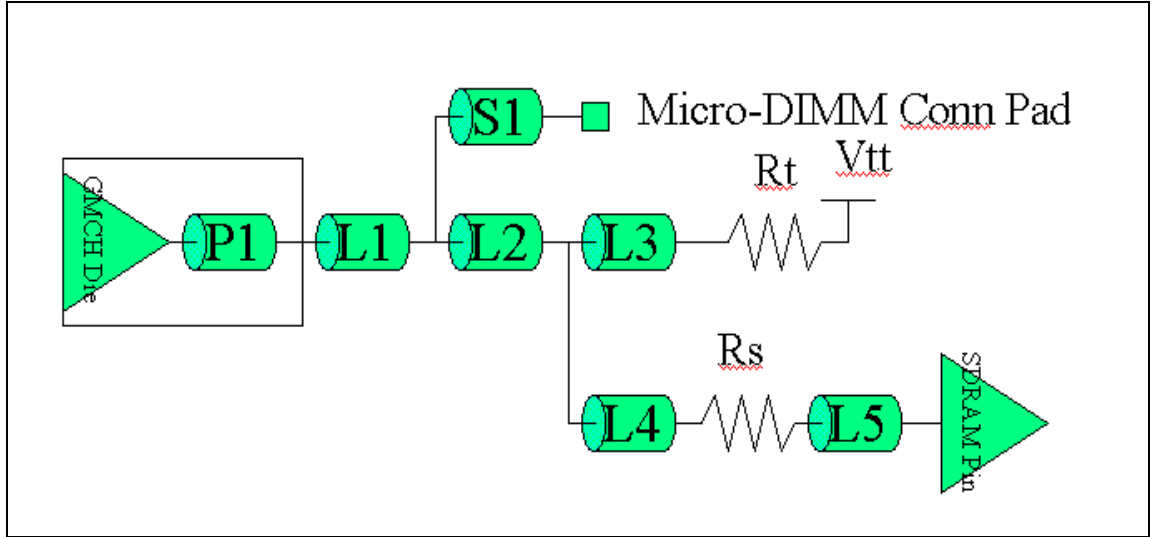 S1
Micro-DIMM Conn Pad
Rt
Vtt
GMCH Die
P1
L1
L2
L3
Rs
L4
L5
SDRAM Pin